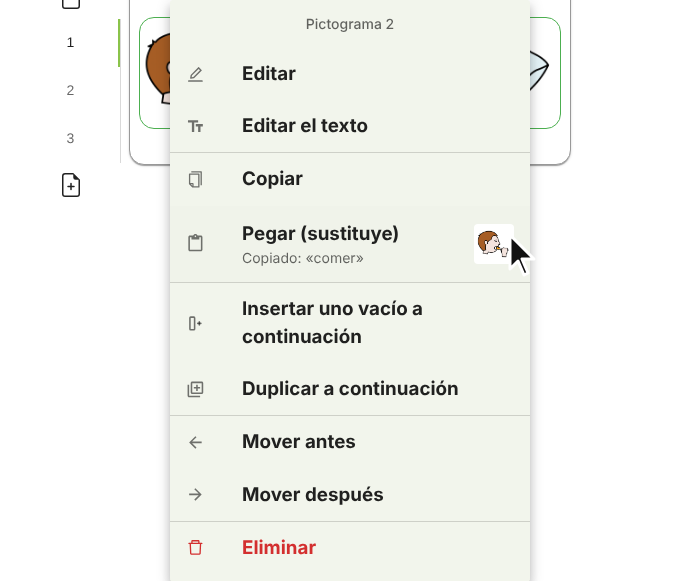 Pictograma 2
1
2
3
Editar
Editar el texto
Copiar
Pegar (sustituye)
Copiado: «comer»
Insertar uno vacío a
continuación
Duplicar a continuación
Mover antes
Mover después
Eliminar